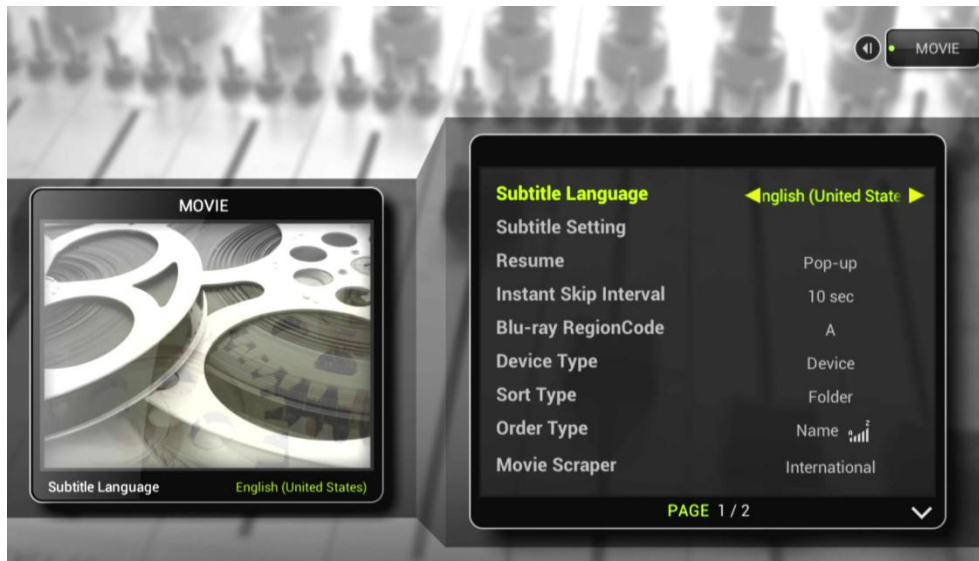 MOVIE
MOVIE
Subtitle Language English (United States)
Subtitle Language nglish (United State
Subtitle Setting
Resume Pop-up
Instant Skip Interval 10 sec
Blu-ray RegionCode A
Device Type Device
Sort Type Folder
Order Type Name
Movie Scraper International
PAGE 1 / 2